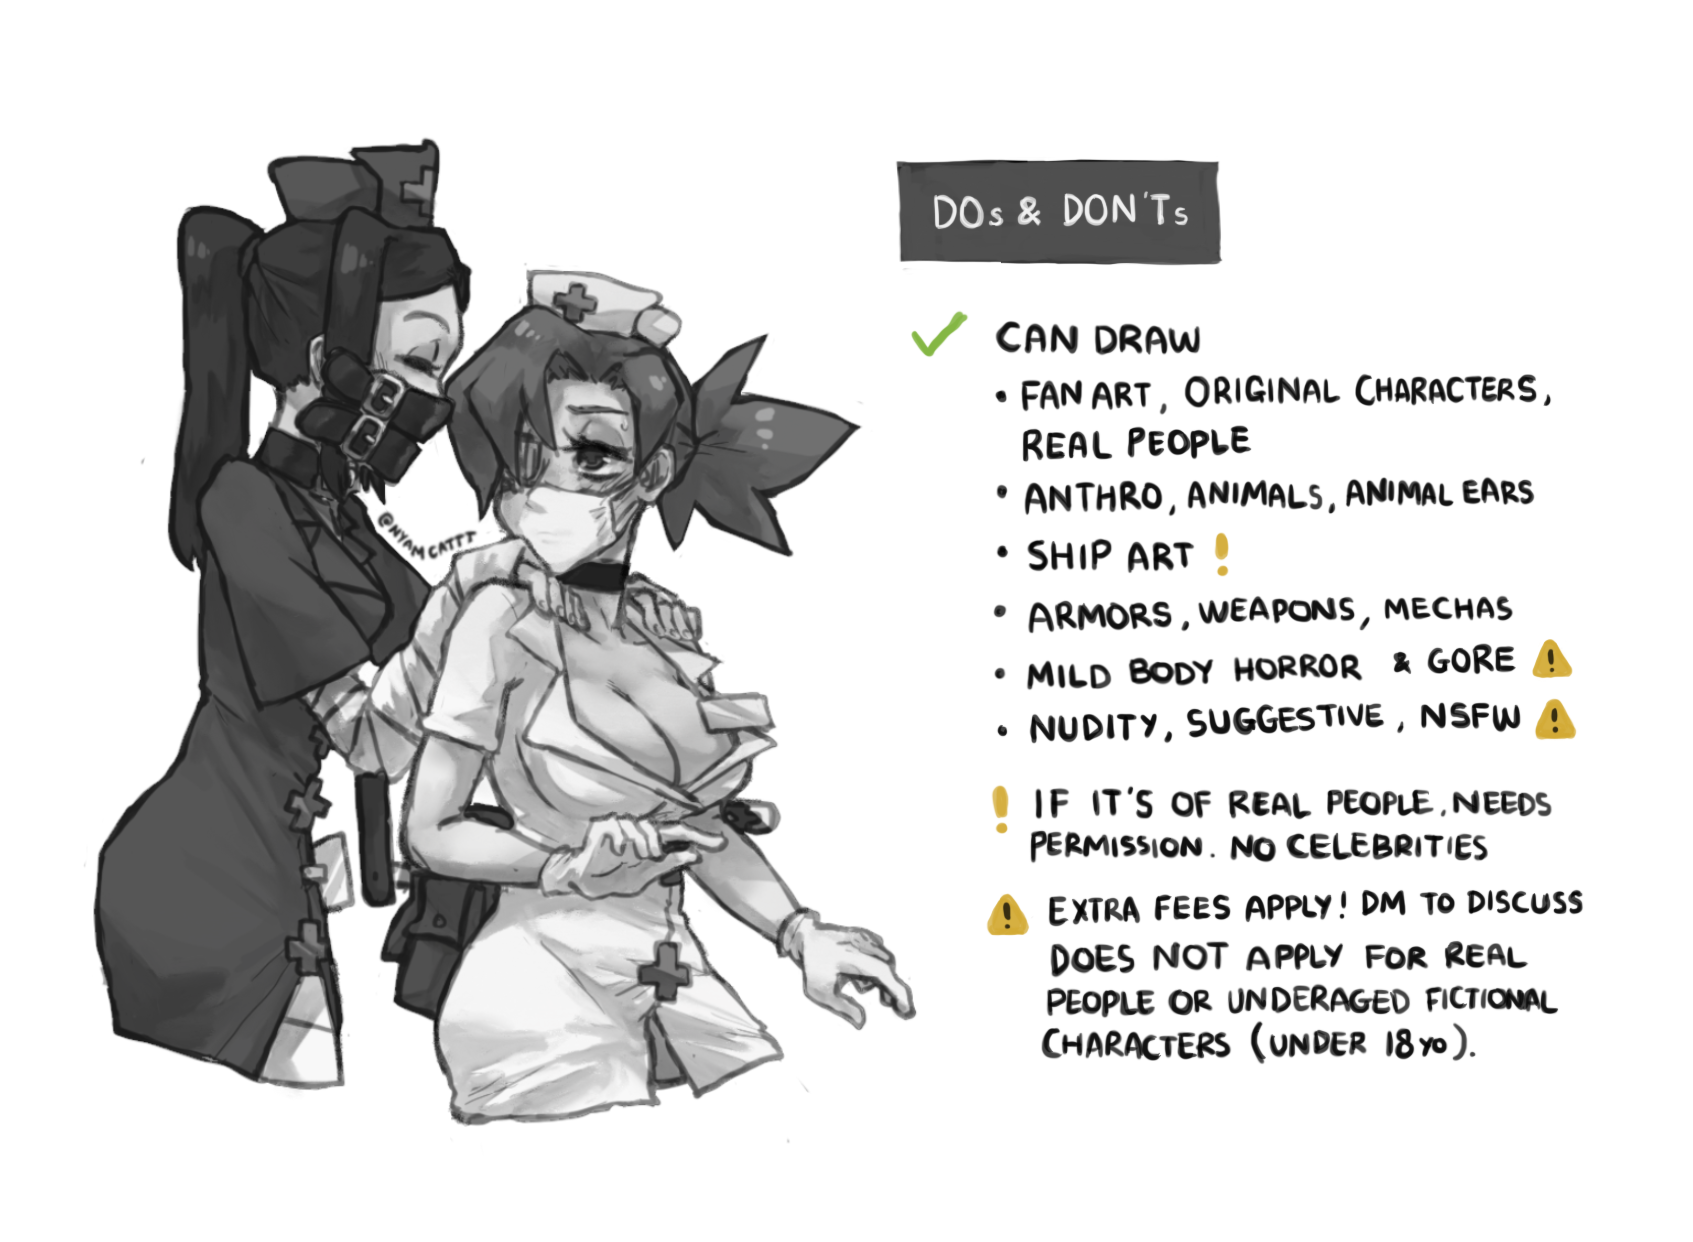 DOs & DON'Ts
CAN DRAW
• FAN ART, ORIGINAL CHARACTERS,
REAL PEOPLE
• ANTHRO, ANIMALS, ANIMAL EARS
• SHIP ART !
• ARMORS, WEAPONS, MECHAS
• MILD BODY HORROR & GORE !
• NUDITY, SUGGESTIVE, NSFW !
! IF IT'S OF REAL PEOPLE. NEEDS
PERMISSION. NO CELEBRITIES
! EXTRA FEES APPLY! DM TO DISCUSS
DOES NOT APPLY FOR REAL
PEOPLE OR UNDERAGED FICTIONAL
CHARACTERS (UNDER 18yo).
@NYAMCATTT